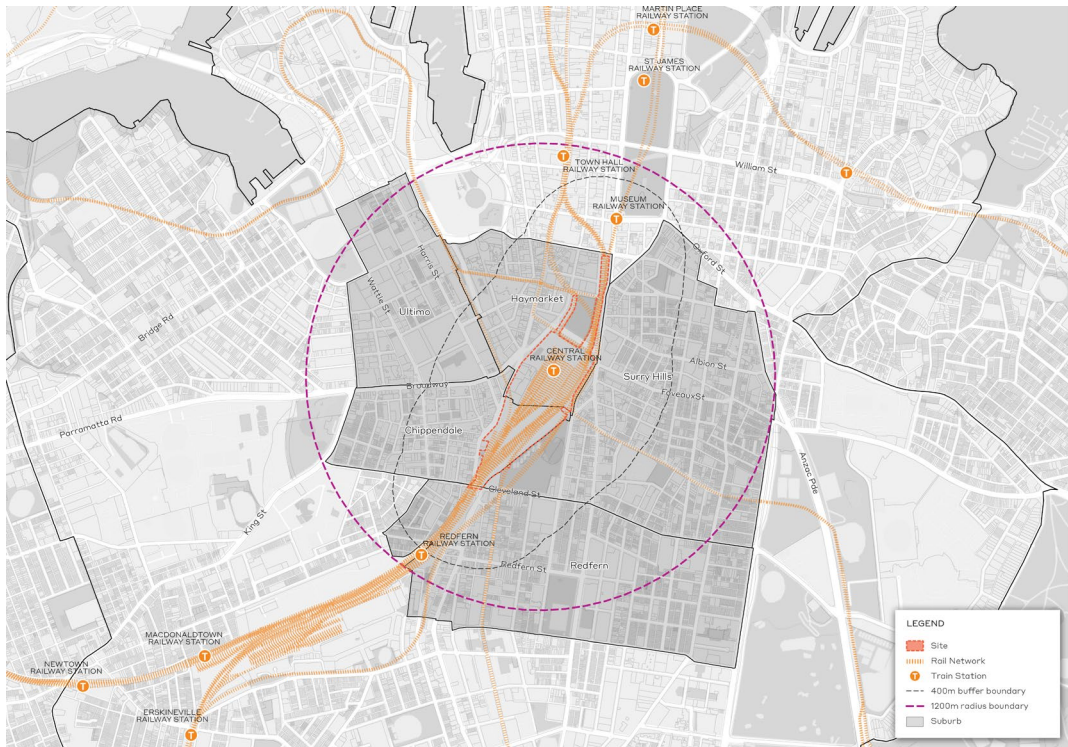 MARTIN PLACE
RAILWAY STATION
ST JAMES
RAILWAY STATION
TOWN HALL
RAILWAY STATION
William St
MUSEUM
RAILWAY STATION
Oxford St
Harris St
Wattle St
Haymarket
Ultimo
Bridge Rd
CENTRAL
RAILWAY STATION
Albion St
Surry Hills
Foveaux St
Broadway
Parramatta Rd
Chippendale
Anzac Pde
Cleveland St
King St
REDFERN
RAILWAY STATION
Redfern St
Redfern
MACDONALDTOWN
RAILWAY STATION
NEWTOWN
RAILWAY STATION
ERSKINEVILLE
RAILWAY STATION
LEGEND
Site
Rail Network
T Train Station
400m buffer boundary
1200m radius boundary
Suburb